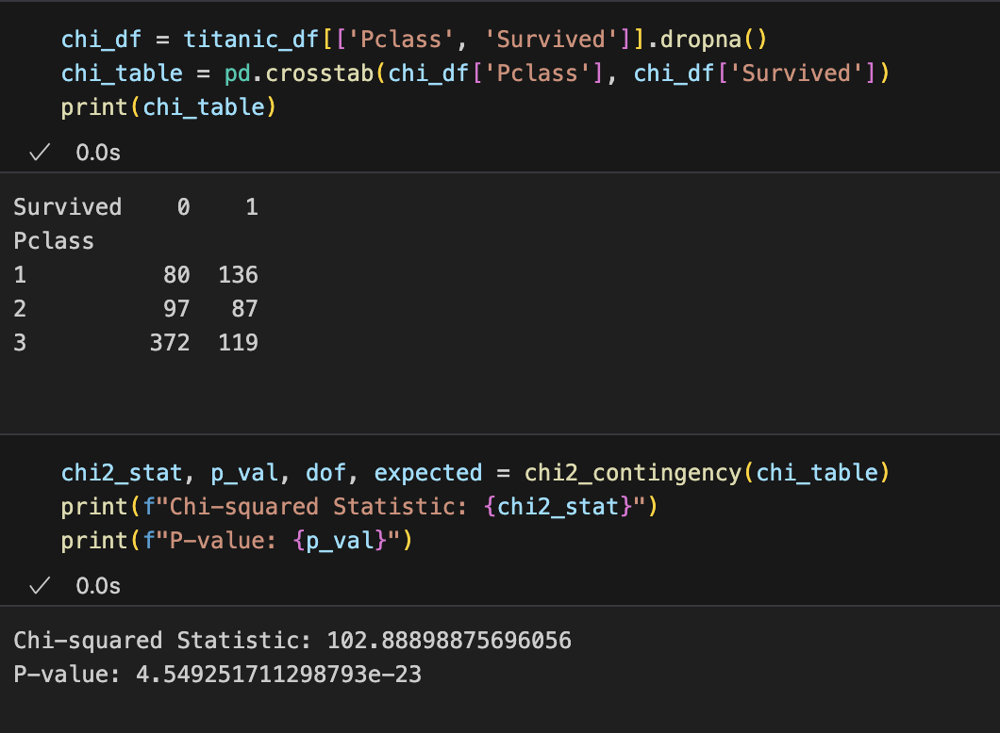 chi_df = titanic_df[['Pclass', 'Survived']].dropna()
chi_table = pd.crosstab(chi_df['Pclass'], chi_df['Survived'])
print(chi_table)
✓ 0.0s
Survived    0    1
Pclass
1          80  136
2          97   87
3         372  119
chi2_stat, p_val, dof, expected = chi2_contingency(chi_table)
print(f"Chi-squared Statistic: {chi2_stat}")
print(f"P-value: {p_val}")
✓ 0.0s
Chi-squared Statistic: 102.88898875696056
P-value: 4.549251711298793e-23